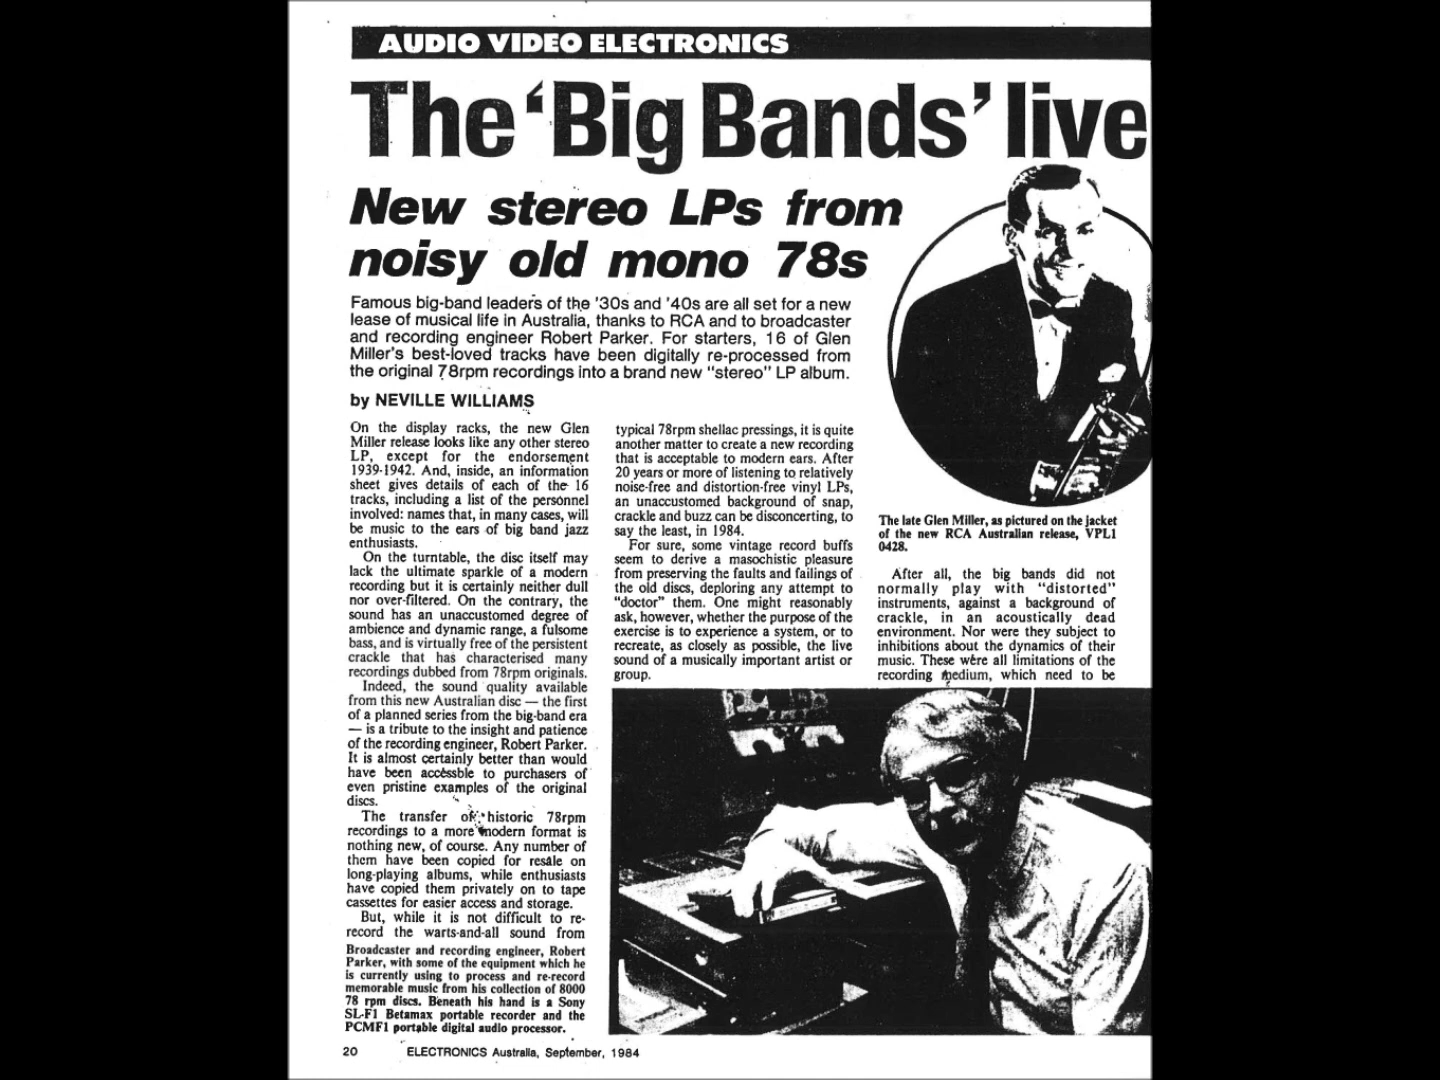 AUDIO VIDEO ELECTRONICS
The 'Big Bands' live
New stereo LPs from
noisy old mono 78s
Famous big-band leaders of the '30s and '40s are all set for a new
lease of musical life in Australia, thanks to RCA and to broadcaster
and recording engineer Robert Parker. For starters, 16 of Glen
Miller's best-loved tracks have been digitally re-processed from
the original 78rpm recordings into a brand new "stereo" LP album.
by NEVILLE WILLIAMS
On the display racks, the new Glen
Miller release looks like any other stereo
LP, except for the endorsement
1939-1942. And, inside, an information
sheet gives details of each of the 16
tracks, including a list of the personnel
involved: names that, in many cases, will
be music to the ears of big band jazz
enthusiasts.
On the turntable, the disc itself may
lack the ultimate sparkle of a modern
recording but it is certainly neither dull
nor over-filtered. On the contrary, the
sound has an unaccustomed degree of
ambience and dynamic range, a fulsome
bass, and is virtually free of the persistent
crackle that has characterised many
recordings dubbed from 78rpm originals.
Indeed, the sound quality available
from this new Australian disc — the first
of a planned series from the big-band era
— is a tribute to the insight and patience
of the recording engineer, Robert Parker.
It is almost certainly better than would
have been accèssble to purchasers of
even pristine examples of the original
discs.
The transfer of historic 78rpm
recordings to a more modern format is
nothing new, of course. Any number of
them have been copied for resale on
long-playing albums, while enthusiasts
have copied them privately on to tape
cassettes for easier access and storage.
But, while it is not difficult to re-
record the warts-and-all sound from
Broadcaster and recording engineer, Robert
Parker, with some of the equipment which he
is currently using to process and re-record
memorable music from his collection of 8000
78 rpm discs. Beneath his hand is a Sony
SL-F1 Betamax portable recorder and the
PCMF1 portable digital audio processor.
typical 78rpm shellac pressings, it is quite
another matter to create a new recording
that is acceptable to modern ears. After
20 years or more of listening to relatively
noise-free and distortion-free vinyl LPs,
an unaccustomed background of snap,
crackle and buzz can be disconcerting, to
say the least, in 1984.
For sure, some vintage record buffs
seem to derive a masochistic pleasure
from preserving the faults and failings of
the old discs, deploring any attempt to
"doctor" them. One might reasonably
ask, however, whether the purpose of the
exercise is to experience a system, or to
recreate, as closely as possible, the live
sound of a musically important artist or
group.
The late Glen Miller, as pictured on the jacket
of the new RCA Australian release, VPL1
0428.
After all, the big bands did not
normally play with "distorted"
instruments, against a background of
crackle, in an acoustically dead
environment. Nor were they subject to
inhibitions about the dynamics of their
music. These were all limitations of the
recording medium, which need to be
20 ELECTRONICS Australia, September, 1984